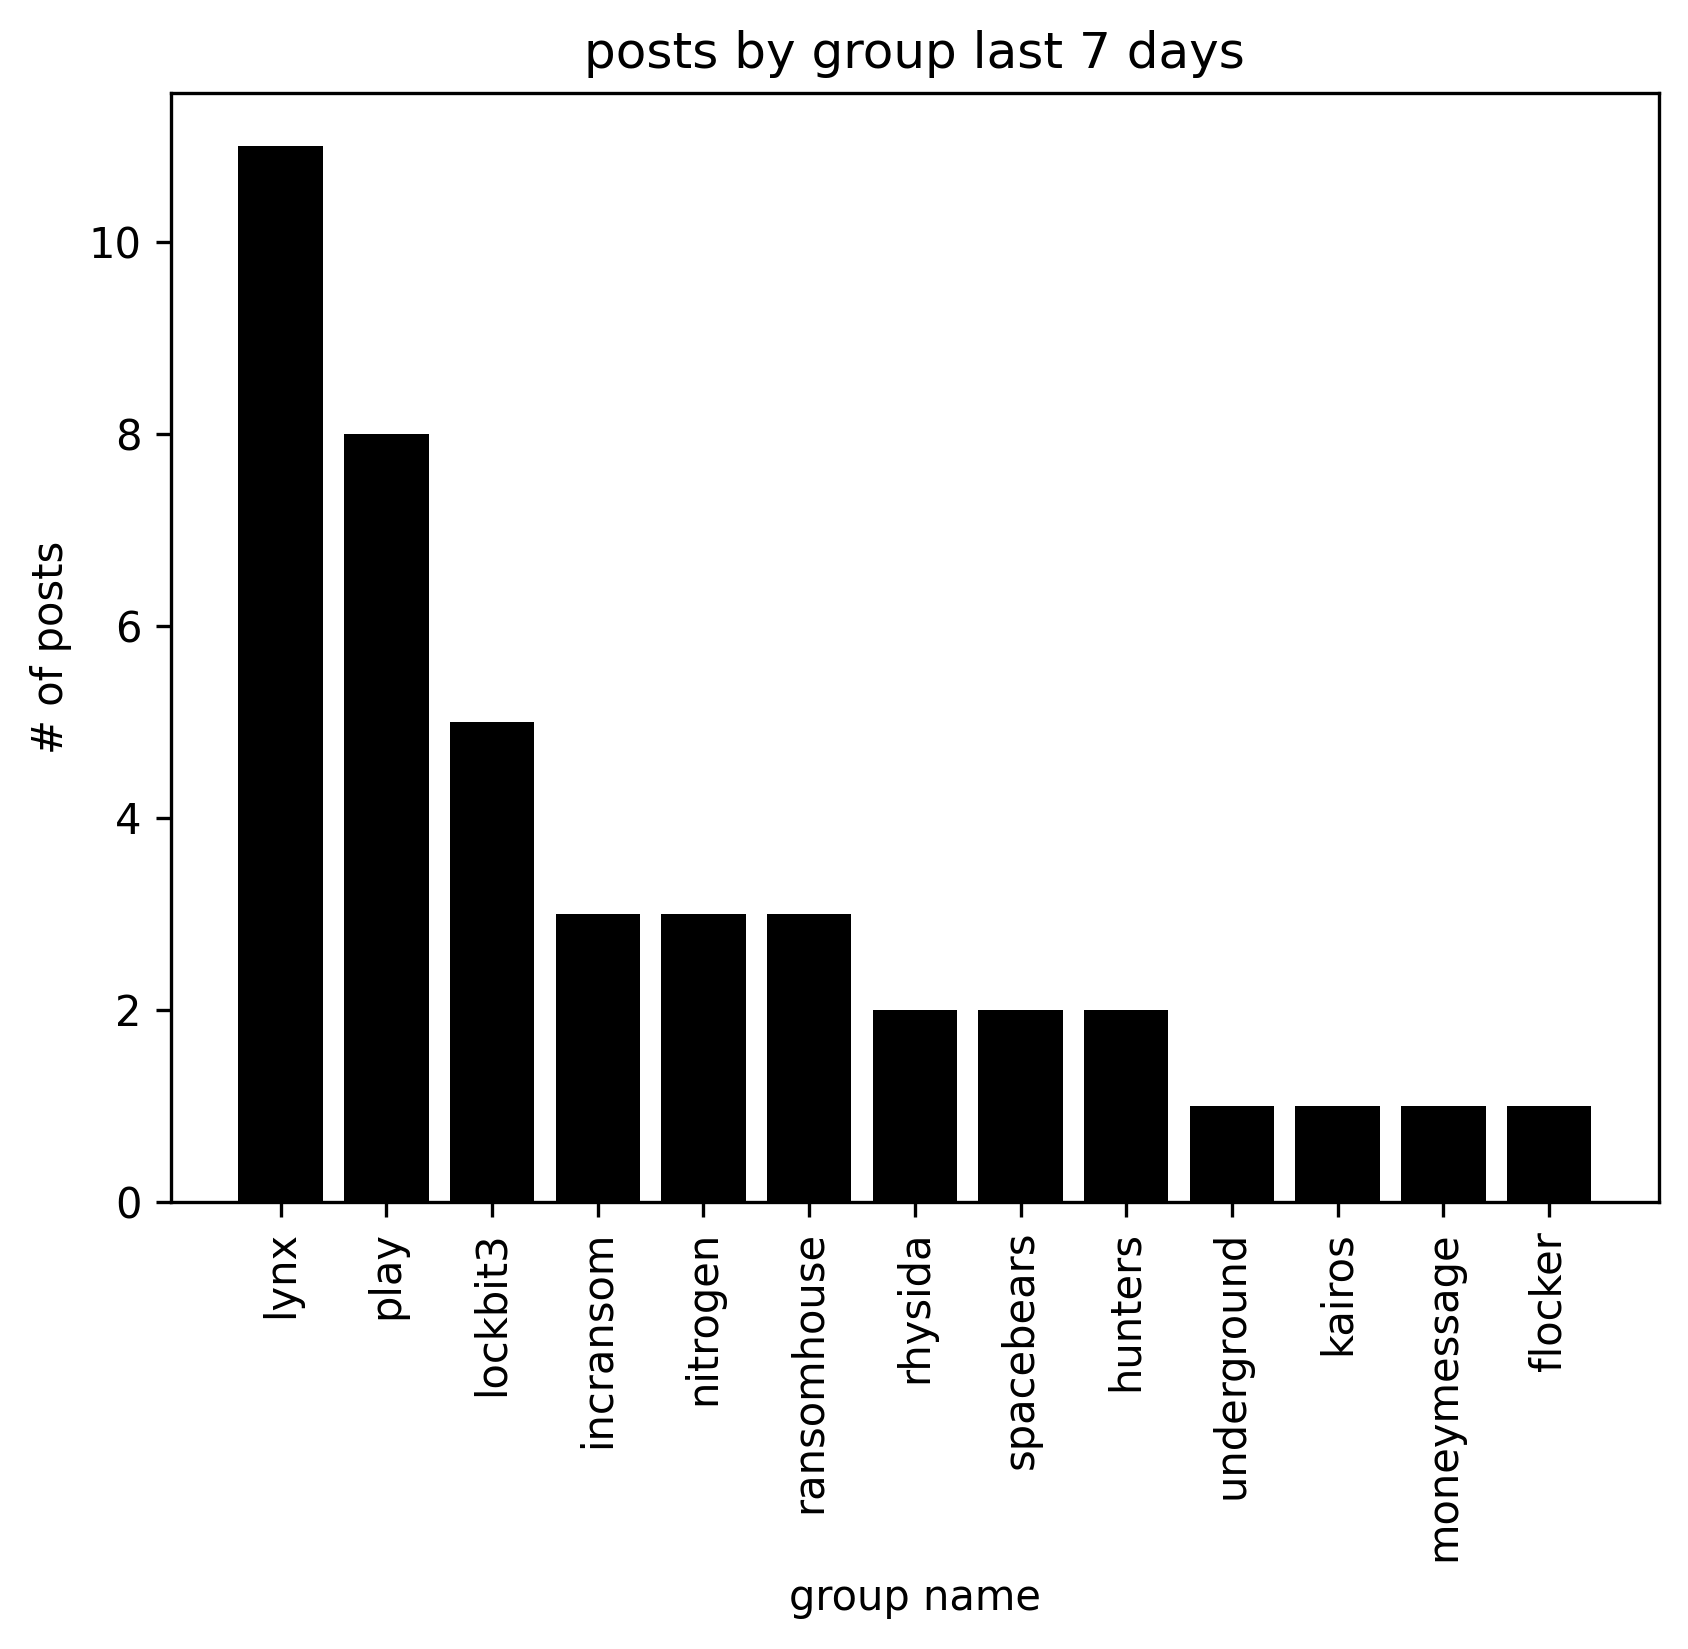 posts by group last 7 days
# of posts
10
8
6
4
2
0
lynx
play
lockbit3
incransom
nitrogen
ransomhouse
rhysida
spacebears
hunters
underground
kairos
moneymessage
flocker
group name